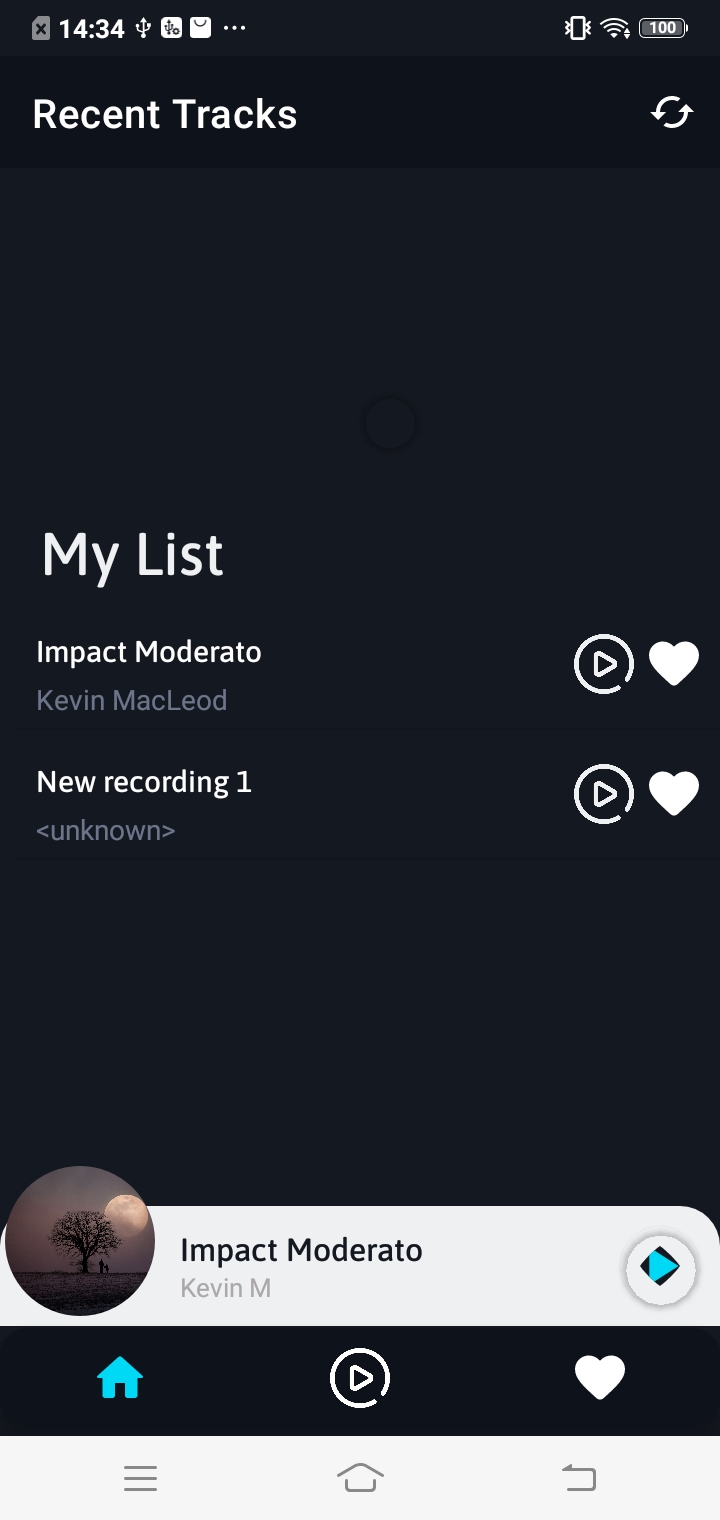 14:34
100
Recent Tracks
My List
Impact Moderato
Kevin MacLeod
New recording 1
<unknown>
Impact Moderato
Kevin M